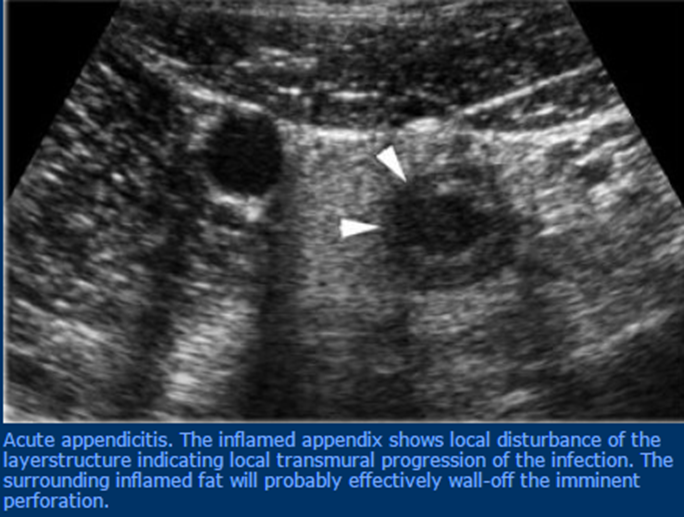 Acute appendicitis. The inflamed appendix shows local disturbance of the
layerstructure indicating local transmural progression of the infection. The
surrounding inflamed fat will probably effectively wall-off the imminent
perforation.